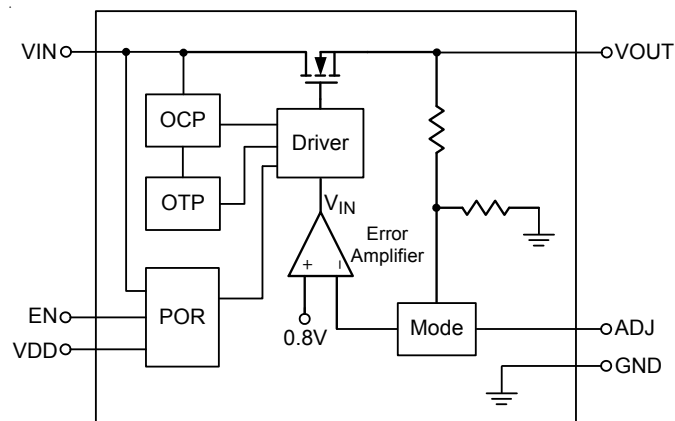 VIN
VOUT
OCP
Driver
OTP
VIN
Error
Amplifier
+
−
POR
EN
VDD
0.8V
Mode
ADJ
GND